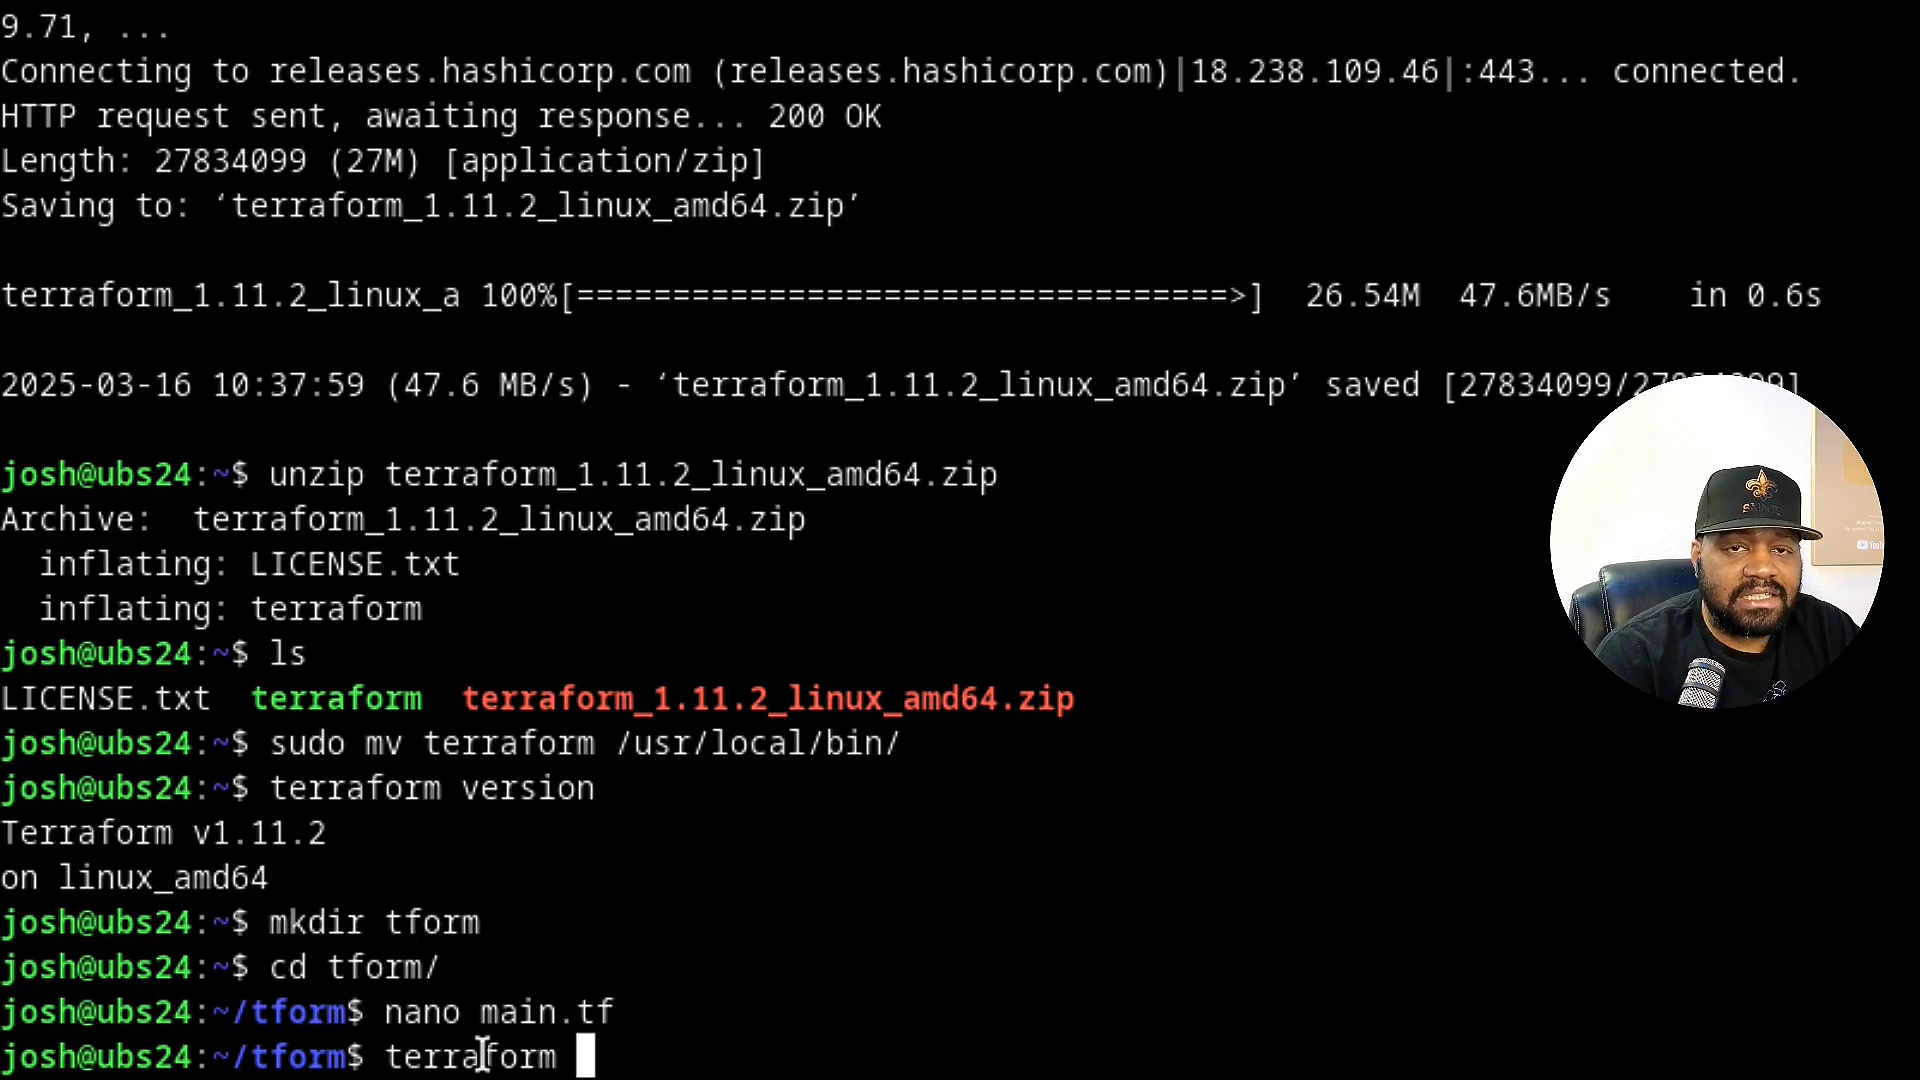 9.71, ...
Connecting to releases.hashicorp.com (releases.hashicorp.com)|18.238.109.46|:443... connected.
HTTP request sent, awaiting response... 200 OK
Length: 27834099 (27M) [application/zip]
Saving to: ‘terraform_1.11.2_linux_amd64.zip’
terraform_1.11.2_linux_a 100%[==================================>] 26.54M 47.6MB/s in 0.6s
2025-03-16 10:37:59 (47.6 MB/s) - ‘terraform_1.11.2_linux_amd64.zip’ saved [27834099/27834099]
josh@ubs24:~$ unzip terraform_1.11.2_linux_amd64.zip
Archive: terraform_1.11.2_linux_amd64.zip
inflating: LICENSE.txt
inflating: terraform
josh@ubs24:~$ ls
LICENSE.txt terraform terraform_1.11.2_linux_amd64.zip
josh@ubs24:~$ sudo mv terraform /usr/local/bin/
josh@ubs24:~$ terraform version
Terraform v1.11.2
on linux_amd64
josh@ubs24:~$ mkdir tform
josh@ubs24:~$ cd tform/
josh@ubs24:~/tform$ nano main.tf
josh@ubs24:~/tform$ terraform
SAINTS